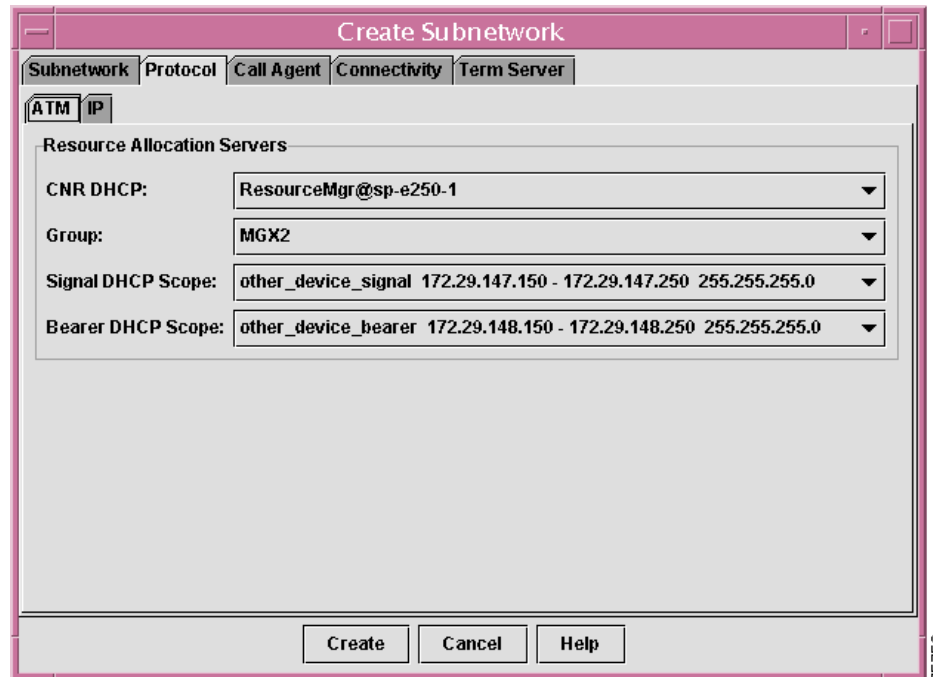 Create Subnetwork
Subnetwork Protocol Call Agent Connectivity Term Server
ATM IP
Resource Allocation Servers
CNR DHCP: ResourceMgr@sp-e250-1
Group: MGX2
Signal DHCP Scope: other_device_signal 172.29.147.150 - 172.29.147.250 255.255.255.0
Bearer DHCP Scope: other_device_bearer 172.29.148.150 - 172.29.148.250 255.255.255.0
Create Cancel Help